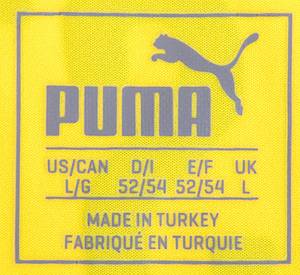 PUMA
US/CAN D/I E/F UK
L/G 52/54 52/54 L
MADE IN TURKEY
FABRIQUÉ EN TURQUIE